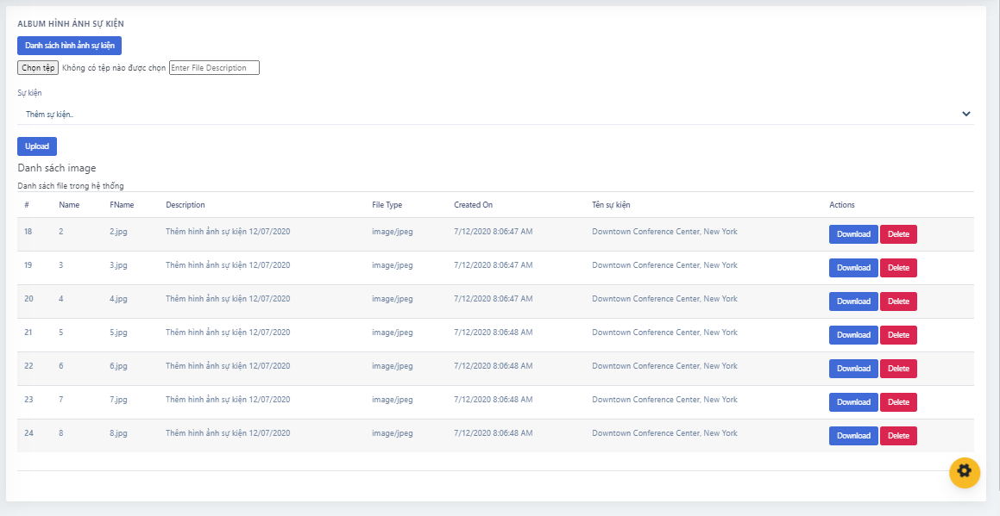 ALBUM HÌNH ẢNH SỰ KIỆN
Danh sách hình ảnh sự kiện
Chọn tệp Không có tệp nào được chọn Enter File Description
Sự kiện
Thêm sự kiện..
Upload
Danh sách image
Danh sách file trong hệ thống
# Name FName Description File Type Created On Tên sự kiện Actions
18 2 2.jpg Thêm hình ảnh sự kiện 12/07/2020 image/jpeg 7/12/2020 8:06:47 AM Downtown Conference Center, New York Download Delete
19 3 3.jpg Thêm hình ảnh sự kiện 12/07/2020 image/jpeg 7/12/2020 8:06:47 AM Downtown Conference Center, New York Download Delete
20 4 4.jpg Thêm hình ảnh sự kiện 12/07/2020 image/jpeg 7/12/2020 8:06:47 AM Downtown Conference Center, New York Download Delete
21 5 5.jpg Thêm hình ảnh sự kiện 12/07/2020 image/jpeg 7/12/2020 8:06:48 AM Downtown Conference Center, New York Download Delete
22 6 6.jpg Thêm hình ảnh sự kiện 12/07/2020 image/jpeg 7/12/2020 8:06:48 AM Downtown Conference Center, New York Download Delete
23 7 7.jpg Thêm hình ảnh sự kiện 12/07/2020 image/jpeg 7/12/2020 8:06:48 AM Downtown Conference Center, New York Download Delete
24 8 8.jpg Thêm hình ảnh sự kiện 12/07/2020 image/jpeg 7/12/2020 8:06:48 AM Downtown Conference Center, New York Download Delete